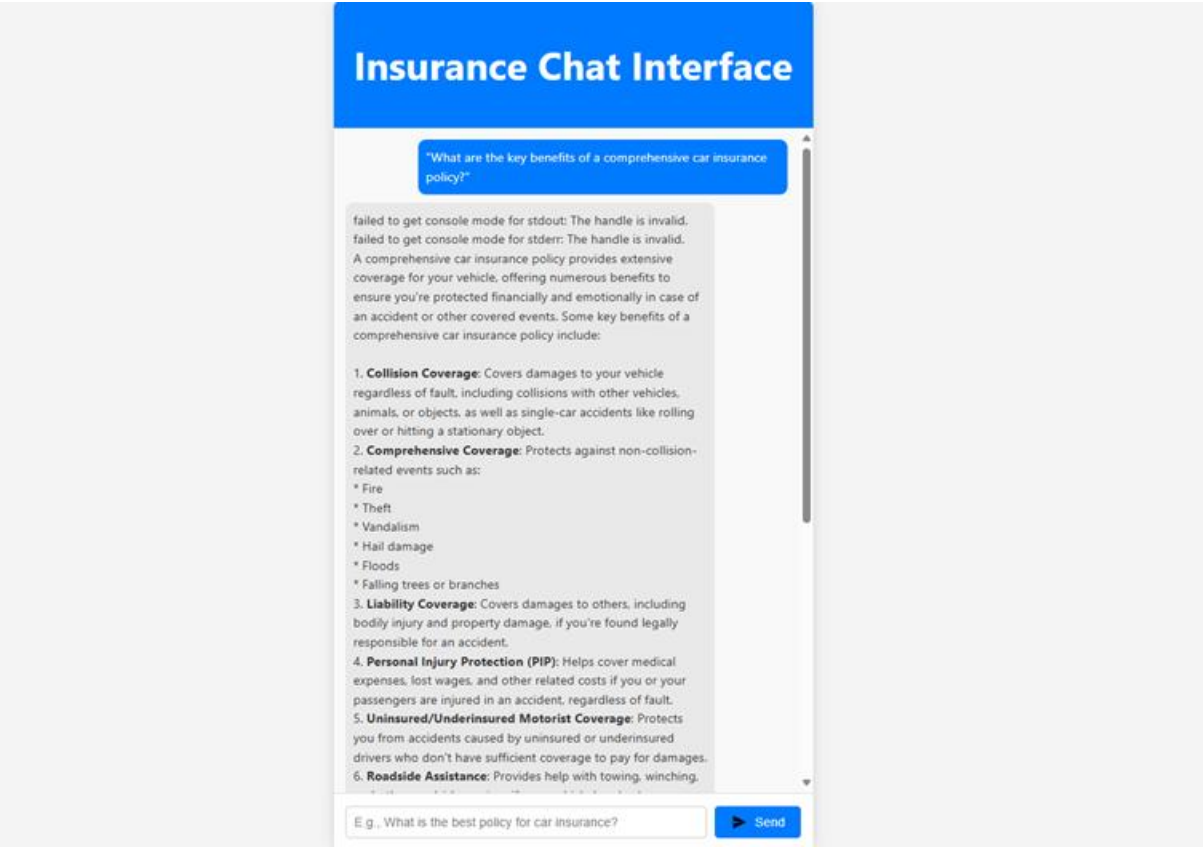 Insurance Chat Interface
"What are the key benefits of a comprehensive car insurance
policy?"
failed to get console mode for stdout: The handle is invalid.
failed to get console mode for stderr: The handle is invalid.
A comprehensive car insurance policy provides extensive
coverage for your vehicle, offering numerous benefits to
ensure you're protected financially and emotionally in case of
an accident or other covered events. Some key benefits of a
comprehensive car insurance policy include:
1. Collision Coverage: Covers damages to your vehicle
regardless of fault, including collisions with other vehicles,
animals, or objects, as well as single-car accidents like rolling
over or hitting a stationary object.
2. Comprehensive Coverage: Protects against non-collision-
related events such as:
* Fire
* Theft
* Vandalism
* Hail damage
* Floods
* Falling trees or branches
3. Liability Coverage: Covers damages to others, including
bodily injury and property damage, if you're found legally
responsible for an accident.
4. Personal Injury Protection (PIP): Helps cover medical
expenses, lost wages, and other related costs if you or your
passengers are injured in an accident, regardless of fault.
5. Uninsured/Underinsured Motorist Coverage: Protects
you from accidents caused by uninsured or underinsured
drivers who don't have sufficient coverage to pay for damages.
6. Roadside Assistance: Provides help with towing, winching,
E.g., What is the best policy for car insurance?
Send